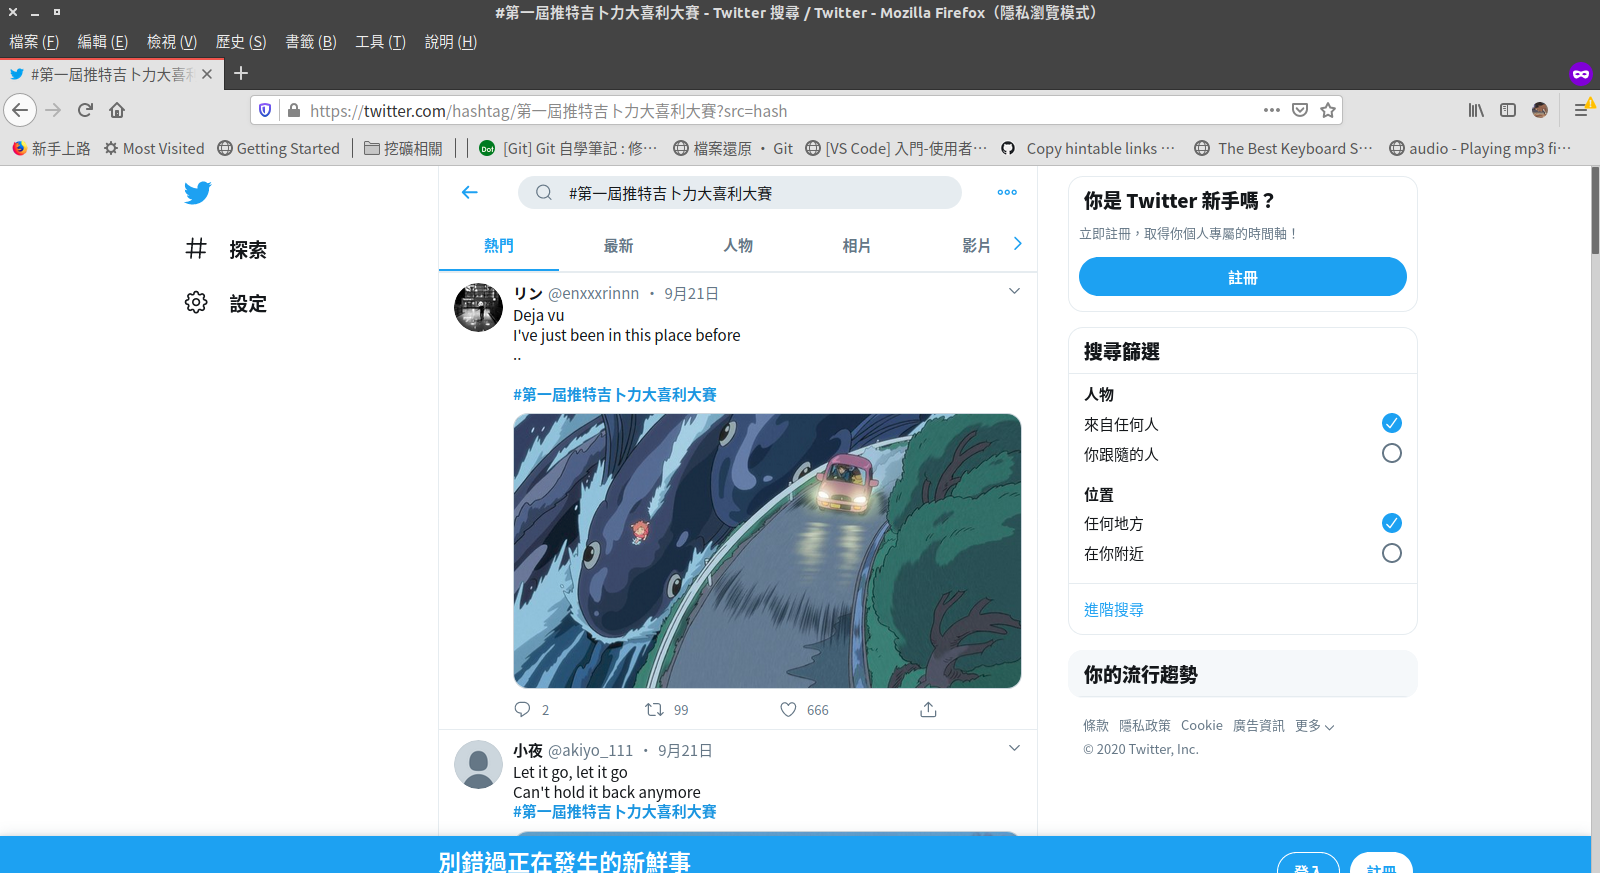 #第一屆推特吉卜力大喜利大賽 - Twitter 搜尋 / Twitter - Mozilla Firefox（隱私瀏覽模式）
檔案 (F) 編輯 (E) 檢視 (V) 歷史 (S) 書籤 (B) 工具 (T) 說明 (H)
#第一屆推特吉卜力大喜利
https://twitter.com/hashtag/第一屆推特吉卜力大喜利大賽?src=hash
新手上路 Most Visited Getting Started 挖礦相關 Dot [Git] Git 自學筆記 : 修… 檔案還原 · Git [VS Code] 入門-使用者… Copy hintable links … The Best Keyboard S… audio - Playing mp3 fi…
#第一屆推特吉卜力大喜利大賽
探索
設定
熱門 最新 人物 相片 影片
リン @enxxxrinnn · 9月21日
Deja vu
I've just been in this place before
..
#第一屆推特吉卜力大喜利大賽
2 99 666
小夜 @akiyo_111 · 9月21日
Let it go, let it go
Can't hold it back anymore
#第一屆推特吉卜力大喜利大賽
你是 Twitter 新手嗎？
立即註冊，取得你個人專屬的時間軸！
註冊
搜尋篩選
人物
來自任何人
你跟隨的人
位置
任何地方
在你附近
進階搜尋
你的流行趨勢
條款 隱私政策 Cookie 廣告資訊 更多
© 2020 Twitter, Inc.
別錯過正在發生的新鮮事
登入 註冊